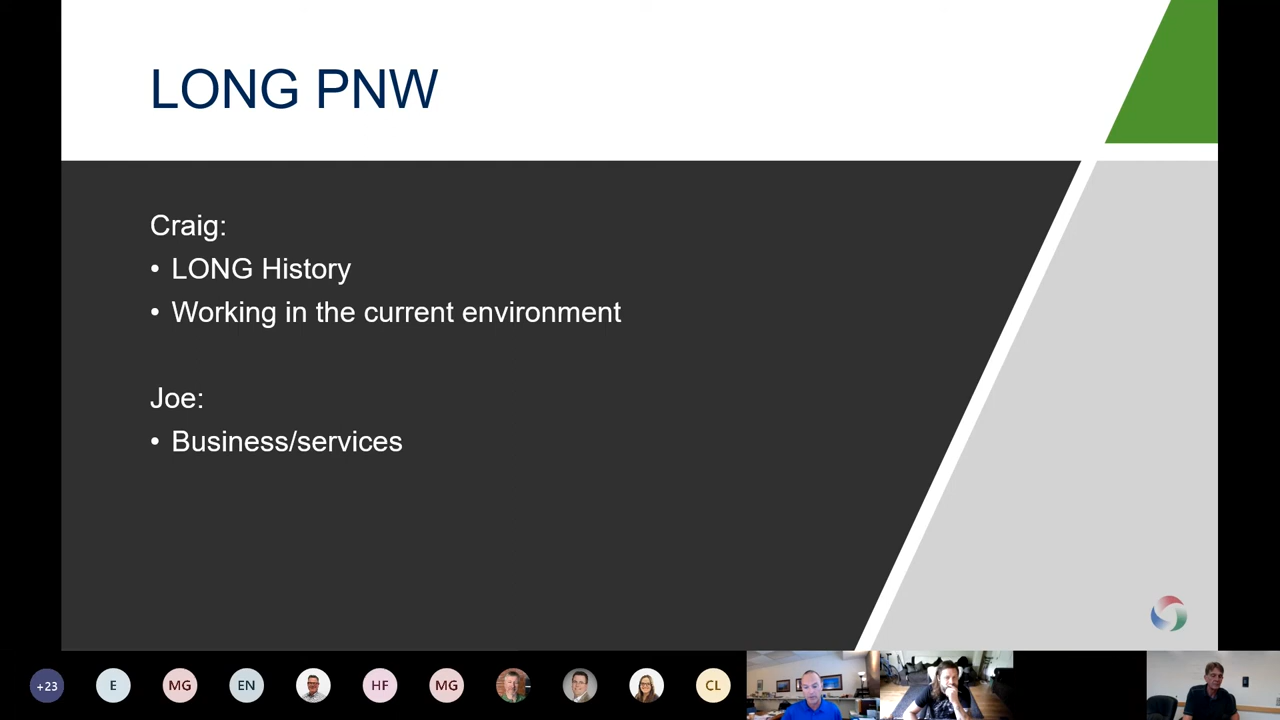 LONG PNW
Craig:
• LONG History
• Working in the current environment
Joe:
• Business/services
+23
E
MG
EN
HF
MG
CL